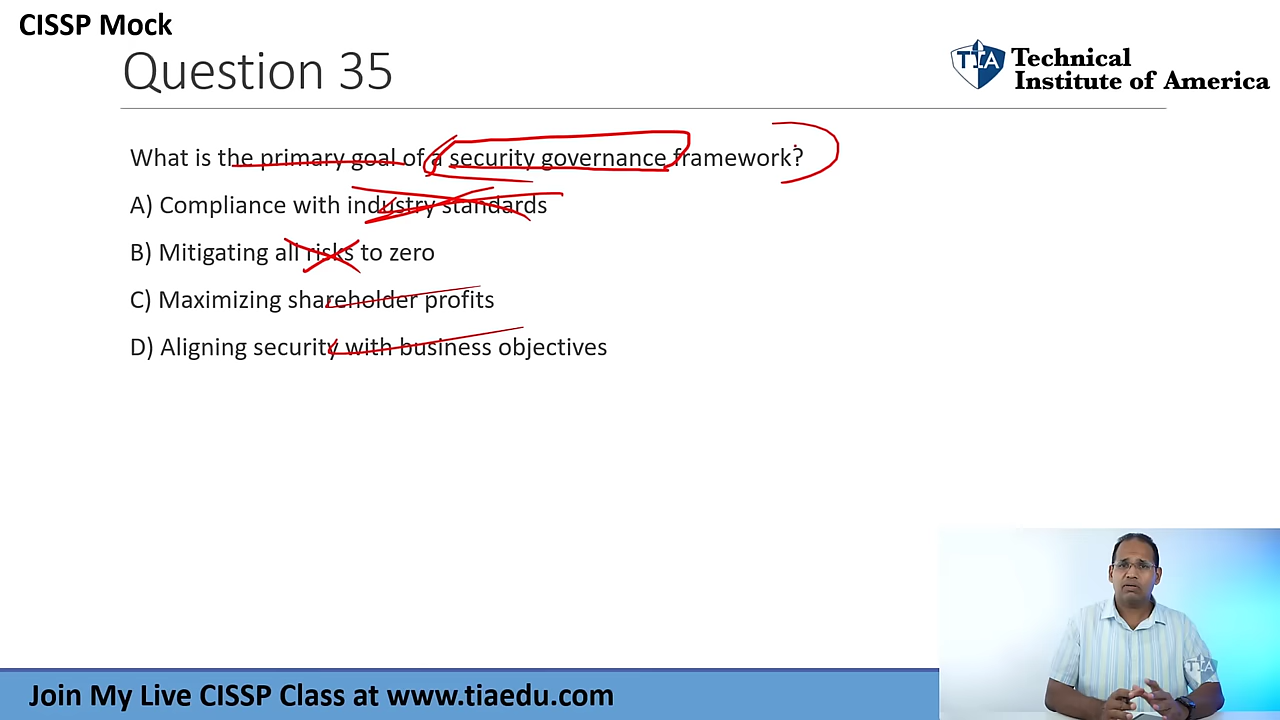 CISSP Mock
Question 35
TIA Technical
Institute of America
What is the primary goal of a security governance framework?
A) Compliance with industry standards
B) Mitigating all risks to zero
C) Maximizing shareholder profits
D) Aligning security with business objectives
TIA
Join My Live CISSP Class at www.tiaedu.com